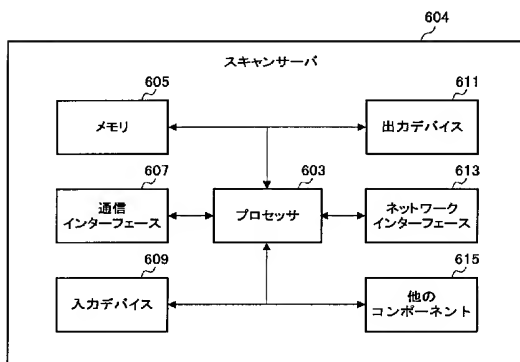 604
スキャンサーバ
605
メモリ
611
出力デバイス
607
通信
インターフェース
603
プロセッサ
613
ネットワーク
インターフェース
609
入力デバイス
615
他の
コンポーネント